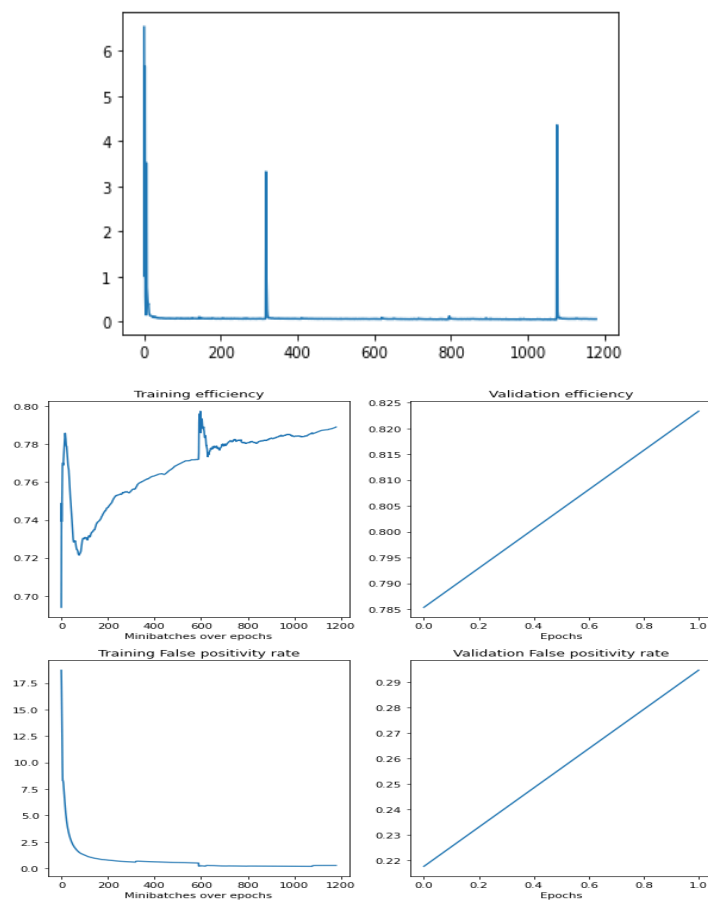 6
5
4
3
2
1
0
0 200 400 600 800 1000 1200
Training efficiency
0.80
0.78
0.76
0.74
0.72
0.70
0 200 400 600 800 1000 1200
Minibatches over epochs
Validation efficiency
0.825
0.820
0.815
0.810
0.805
0.800
0.795
0.790
0.785
0.0 0.2 0.4 0.6 0.8 1.0
Epochs
Training False positivity rate
17.5
15.0
12.5
10.0
7.5
5.0
2.5
0.0
0 200 400 600 800 1000 1200
Minibatches over epochs
Validation False positivity rate
0.29
0.28
0.27
0.26
0.25
0.24
0.23
0.22
0.0 0.2 0.4 0.6 0.8 1.0
Epochs